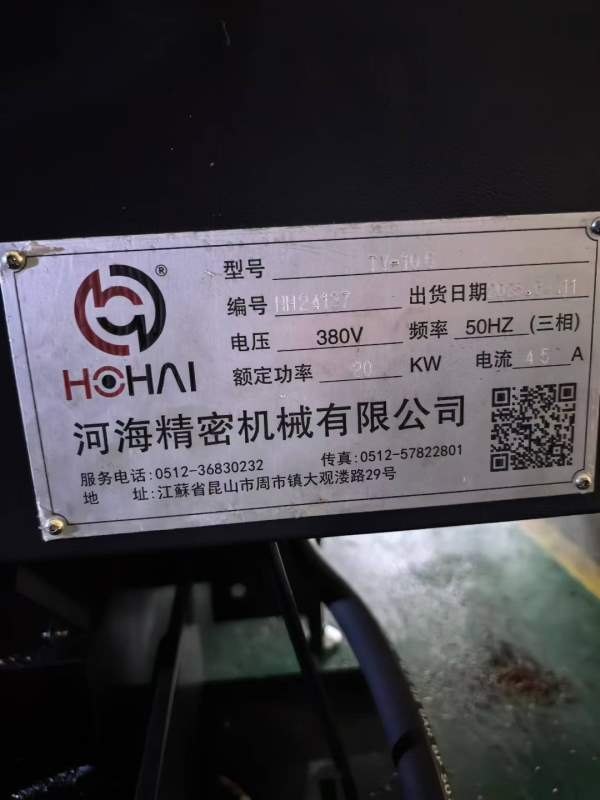 ®
HOHAI
型号
编号 HH24137 出货日期
电压 380V 频率 50HZ (三相)
额定功率 20 KW 电流 45 A
河海精密机械有限公司
服务电话:0512-36830232 传真:0512-57822801
地 址:江蘇省昆山市周市镇大观溇路29号